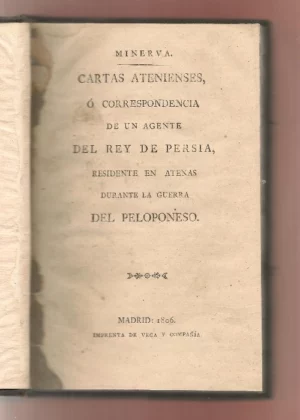 MINERVA.
CARTAS ATENIENSES,
Ó CORRESPONDENCIA
DE UN AGENTE
DEL REY DE PERSIA,
RESIDENTE EN ATENAS
DURANTE LA GUERRA
DEL PELOPONESO.
MADRID: 1806.
IMPRENTA DE VEGA Y COMPAÑÍA